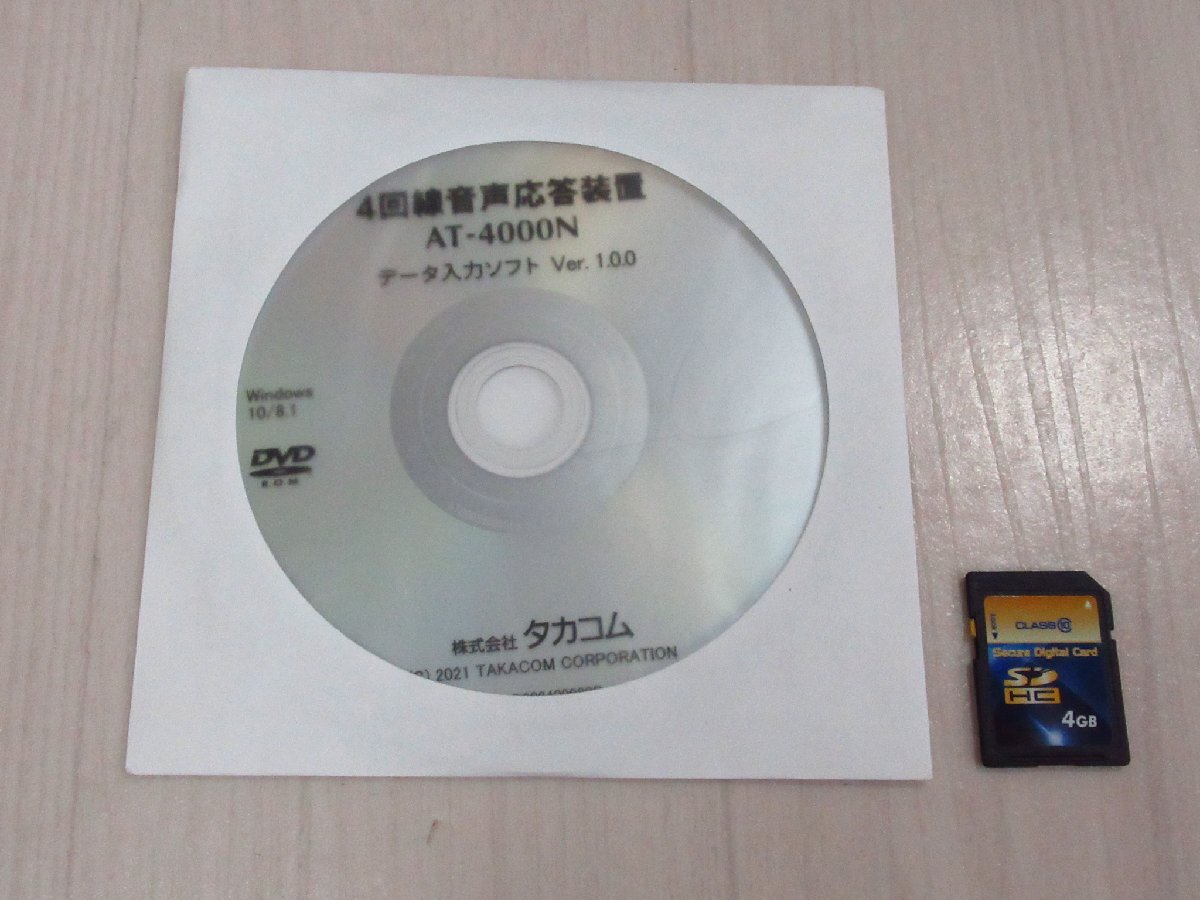 4回線音声応答装置
AT-4000N
データ入力ソフト Ver. 1.0.0
Windows
10/8.1
DVD
ROM
株式会社 タカコム
(C) 2021 TAKACOM CORPORATION
CLASS 10
Secure Digital Card
SD
HC
4GB